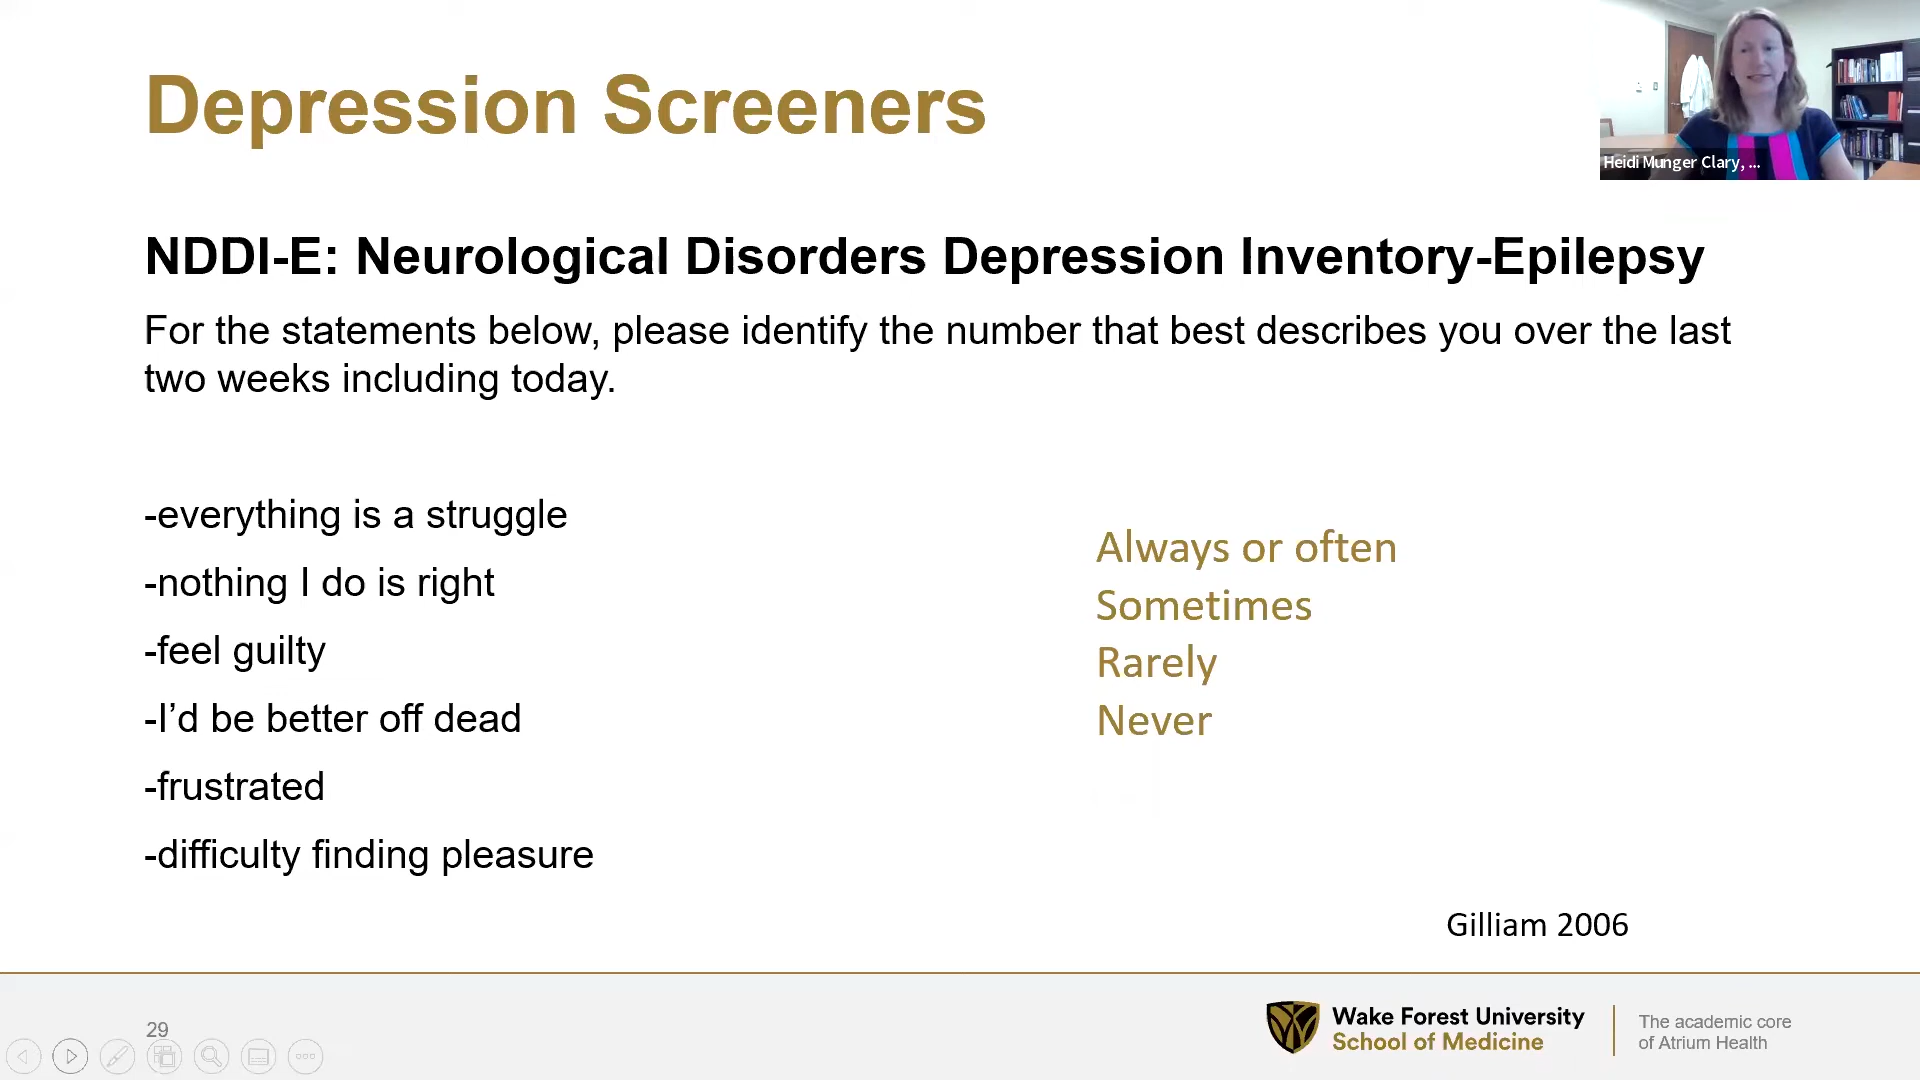 Depression Screeners
Heidi Munger Clary, ...
NDDI-E: Neurological Disorders Depression Inventory-Epilepsy
For the statements below, please identify the number that best describes you over the last
two weeks including today.
-everything is a struggle
-nothing I do is right
-feel guilty
-I’d be better off dead
-frustrated
-difficulty finding pleasure
Always or often
Sometimes
Rarely
Never
Gilliam 2006
29
Wake Forest University
School of Medicine
The academic core
of Atrium Health